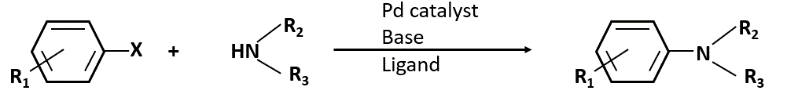 Pd catalyst
Base
Ligand
R1
X
+
HN
R2
R3
R1
N
R2
R3